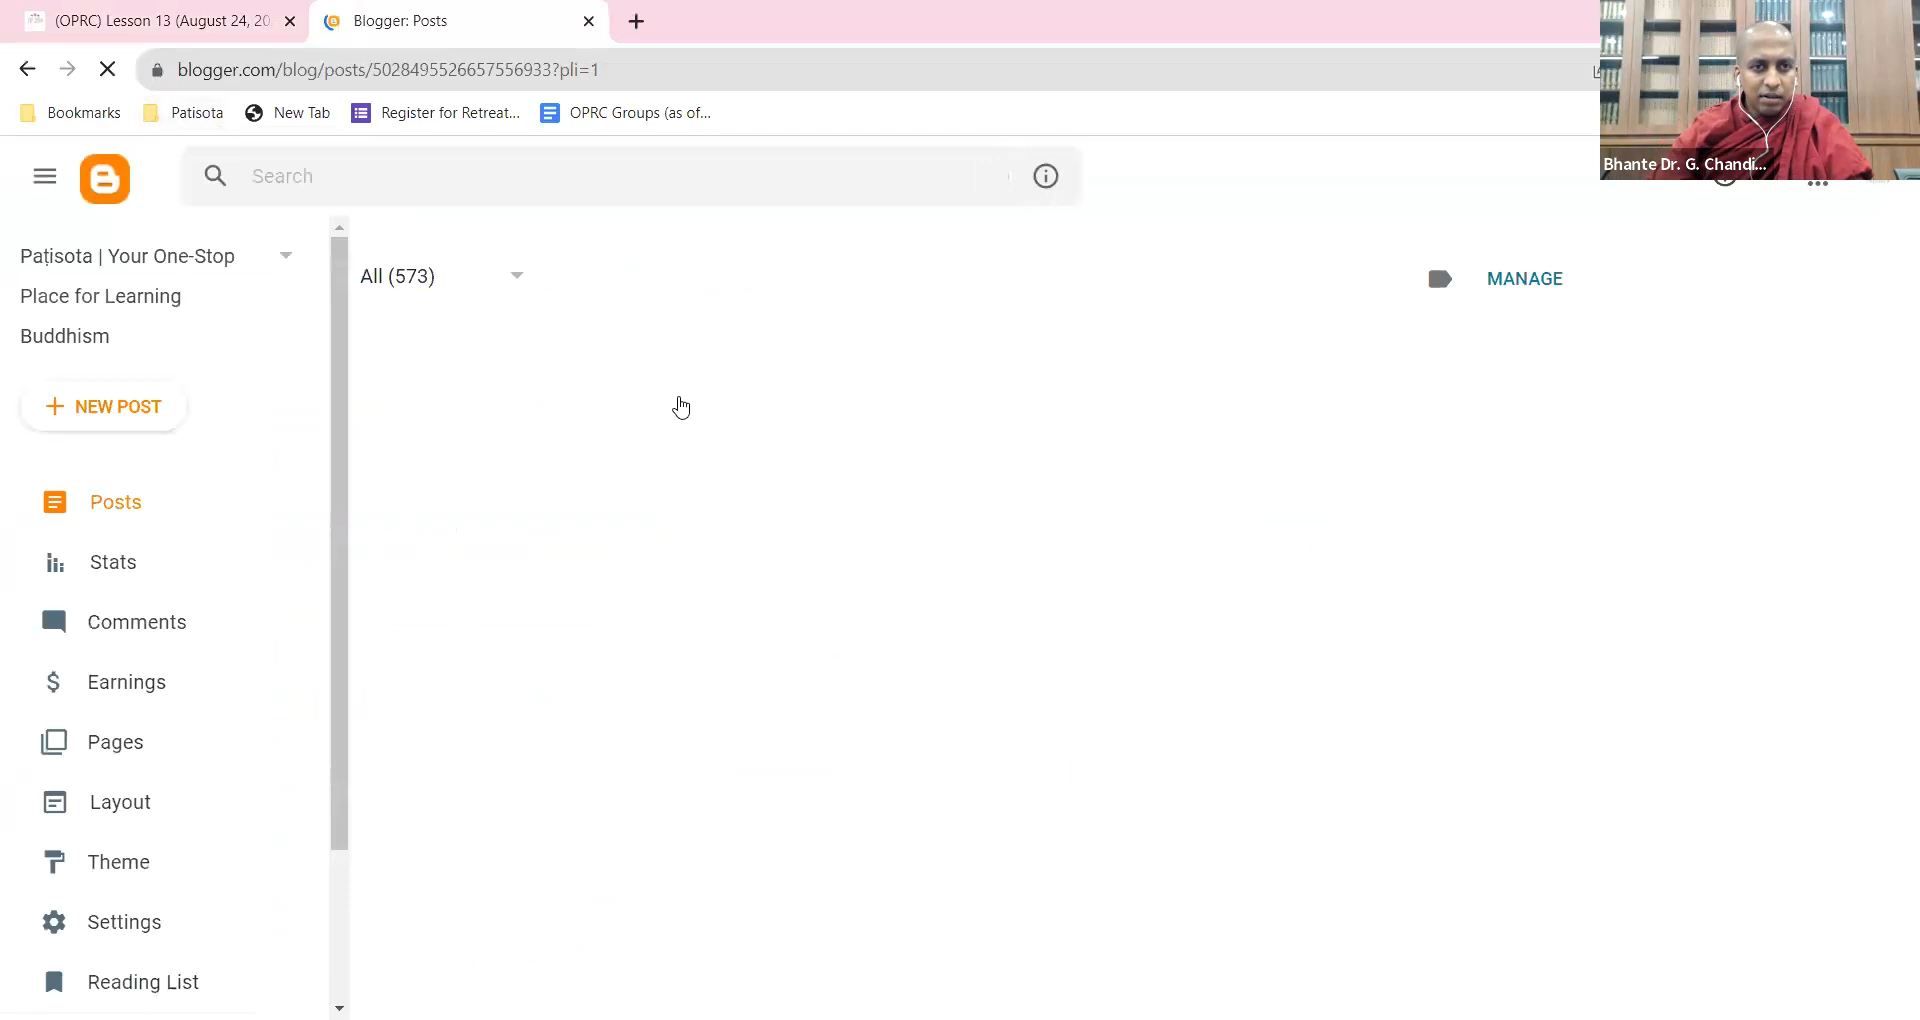 (OPRC) Lesson 13 (August 24, 20
Blogger: Posts
blogger.com/blog/posts/5028495526657556933?pli=1
Bookmarks
Patisota
New Tab
Register for Retreat...
OPRC Groups (as of...
Bhante Dr. G. Chandi...
Search
Paṭisota | Your One-Stop
Place for Learning
Buddhism
All (573)
MANAGE
NEW POST
Posts
Stats
Comments
Earnings
Pages
Layout
Theme
Settings
Reading List